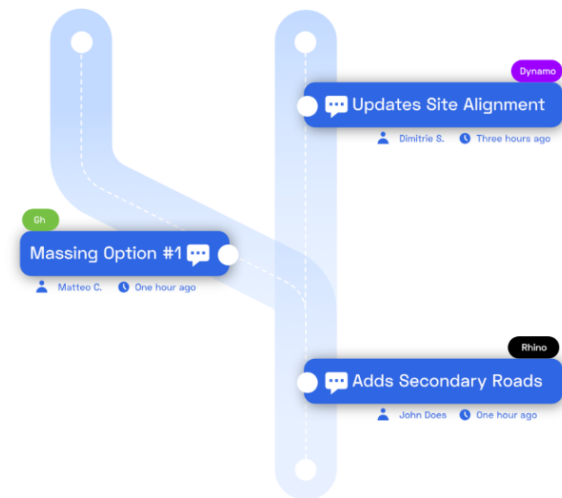 Dynamo
Updates Site Alignment
Dimitrie S. Three hours ago
Gh
Massing Option #1
Matteo C. One hour ago
Rhino
Adds Secondary Roads
John Does One hour ago